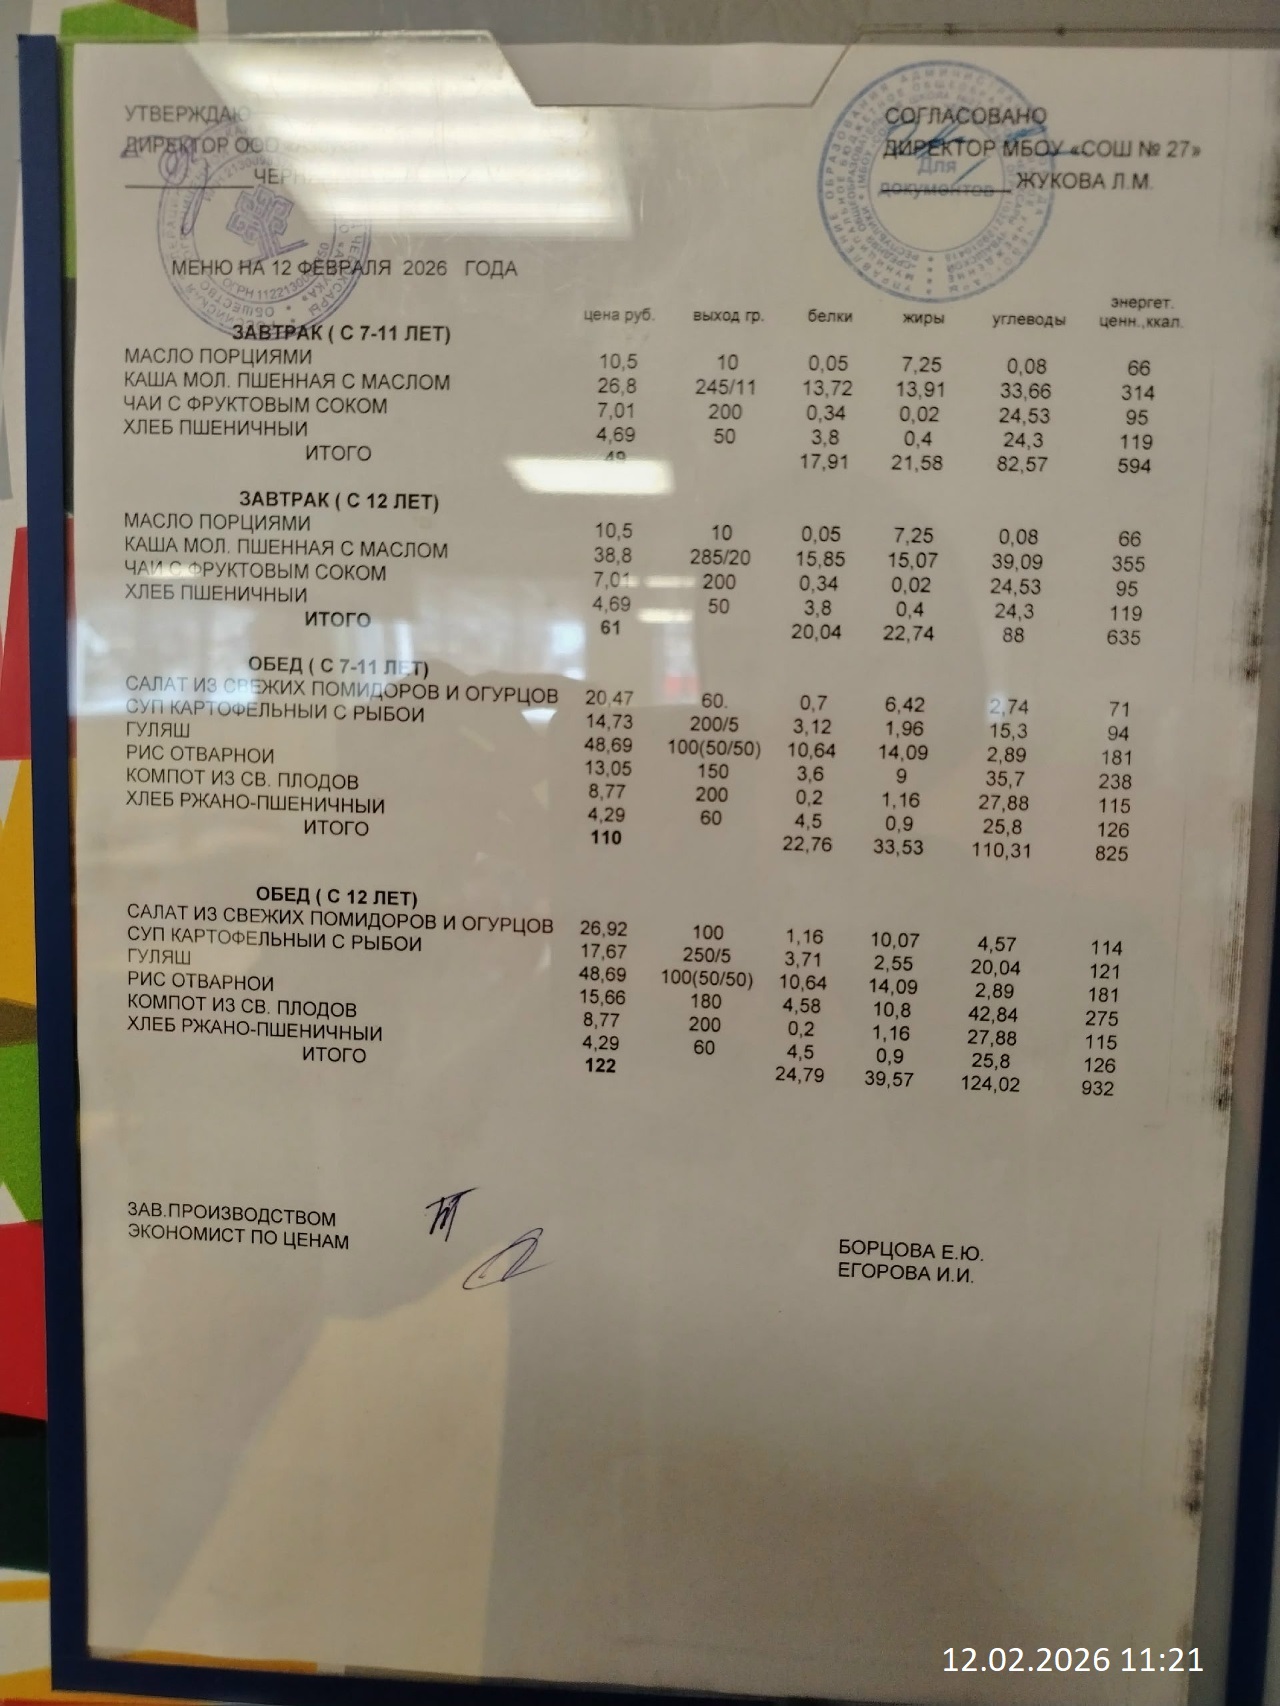 УТВЕРЖДАЮ
ДИРЕКТОР ООО
СОГЛАСОВАНО
ДИРЕКТОР МБОУ «СОШ № 27»
Для
документов
ЖУКОВА Л.М.
МЕНЮ НА 12 ФЕВРАЛЯ 2026 ГОДА
цена руб. выход гр. белки жиры углеводы энергет. ценн.,ккал.
ЗАВТРАК ( С 7-11 ЛЕТ)
МАСЛО ПОРЦИЯМИ 10,5 10 0,05 7,25 0,08 66
КАША МОЛ. ПШЕННАЯ С МАСЛОМ 26,8 245/11 13,72 13,91 33,66 314
ЧАЙ С ФРУКТОВЫМ СОКОМ 7,01 200 0,34 0,02 24,53 95
ХЛЕБ ПШЕНИЧНЫЙ 4,69 50 3,8 0,4 24,3 119
ИТОГО 49 17,91 21,58 82,57 594
ЗАВТРАК ( С 12 ЛЕТ)
МАСЛО ПОРЦИЯМИ 10,5 10 0,05 7,25 0,08 66
КАША МОЛ. ПШЕННАЯ С МАСЛОМ 38,8 285/20 15,85 15,07 39,09 355
ЧАЙ С ФРУКТОВЫМ СОКОМ 7,01 200 0,34 0,02 24,53 95
ХЛЕБ ПШЕНИЧНЫЙ 4,69 50 3,8 0,4 24,3 119
ИТОГО 61 20,04 22,74 88 635
ОБЕД ( С 7-11 ЛЕТ)
САЛАТ ИЗ СВЕЖИХ ПОМИДОРОВ И ОГУРЦОВ 20,47 60. 0,7 6,42 2,74 71
СУП КАРТОФЕЛЬНЫЙ С РЫБОЙ 14,73 200/5 3,12 1,96 15,3 94
ГУЛЯШ 48,69 100(50/50) 10,64 14,09 2,89 181
РИС ОТВАРНОЙ 13,05 150 3,6 9 35,7 238
КОМПОТ ИЗ СВ. ПЛОДОВ 8,77 200 0,2 1,16 27,88 115
ХЛЕБ РЖАНО-ПШЕНИЧНЫЙ 4,29 60 4,5 0,9 25,8 126
ИТОГО 110 22,76 33,53 110,31 825
ОБЕД ( С 12 ЛЕТ)
САЛАТ ИЗ СВЕЖИХ ПОМИДОРОВ И ОГУРЦОВ 26,92 100 1,16 10,07 4,57 114
СУП КАРТОФЕЛЬНЫЙ С РЫБОЙ 17,67 250/5 3,71 2,55 20,04 121
ГУЛЯШ 48,69 100(50/50) 10,64 14,09 2,89 181
РИС ОТВАРНОЙ 15,66 180 4,58 10,8 42,84 275
КОМПОТ ИЗ СВ. ПЛОДОВ 8,77 200 0,2 1,16 27,88 115
ХЛЕБ РЖАНО-ПШЕНИЧНЫЙ 4,29 60 4,5 0,9 25,8 126
ИТОГО 122 24,79 39,57 124,02 932
ЗАВ.ПРОИЗВОДСТВОМ
ЭКОНОМИСТ ПО ЦЕНАМ
БОРЦОВА Е.Ю.
ЕГОРОВА И.И.
12.02.2026 11:21